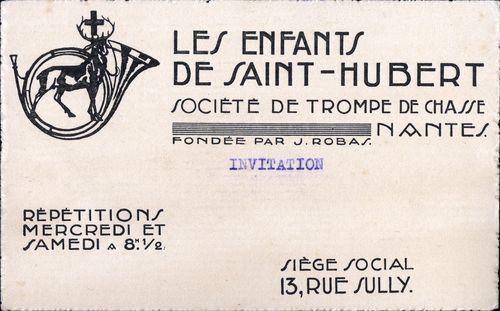 LES ENFANTS
DE SAINT-HUBERT
SOCIÉTÉ DE TROMPE DE CHASSE
NANTES.
FONDÉE PAR J. ROBAS.
INVITATION
RÉPÉTITIONS
MERCREDI ET
SAMEDI A 8H.1/2.
SIÈGE SOCIAL
13, RUE SULLY.